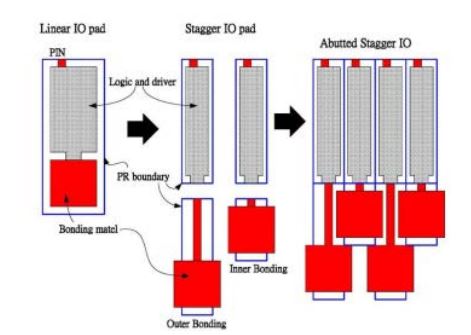 Linear IO pad
Stagger IO pad
Abutted Stagger IO
PIN
Logic and driver
PR boundary
Bonding matel
Inner Bonding
Outer Bonding